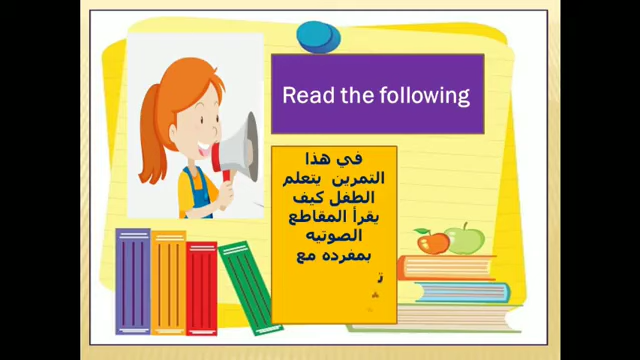 Read the following
في هذا
التمرين يتعلم
الطفل كيف
يقرأ المقاطع
الصوتيه
بمفرده مع